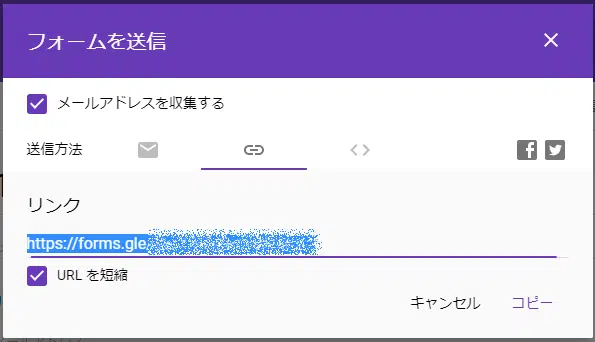 フォームを送信
メールアドレスを収集する
送信方法
リンク
https://forms.gle
URL を短縮
キャンセル コピー